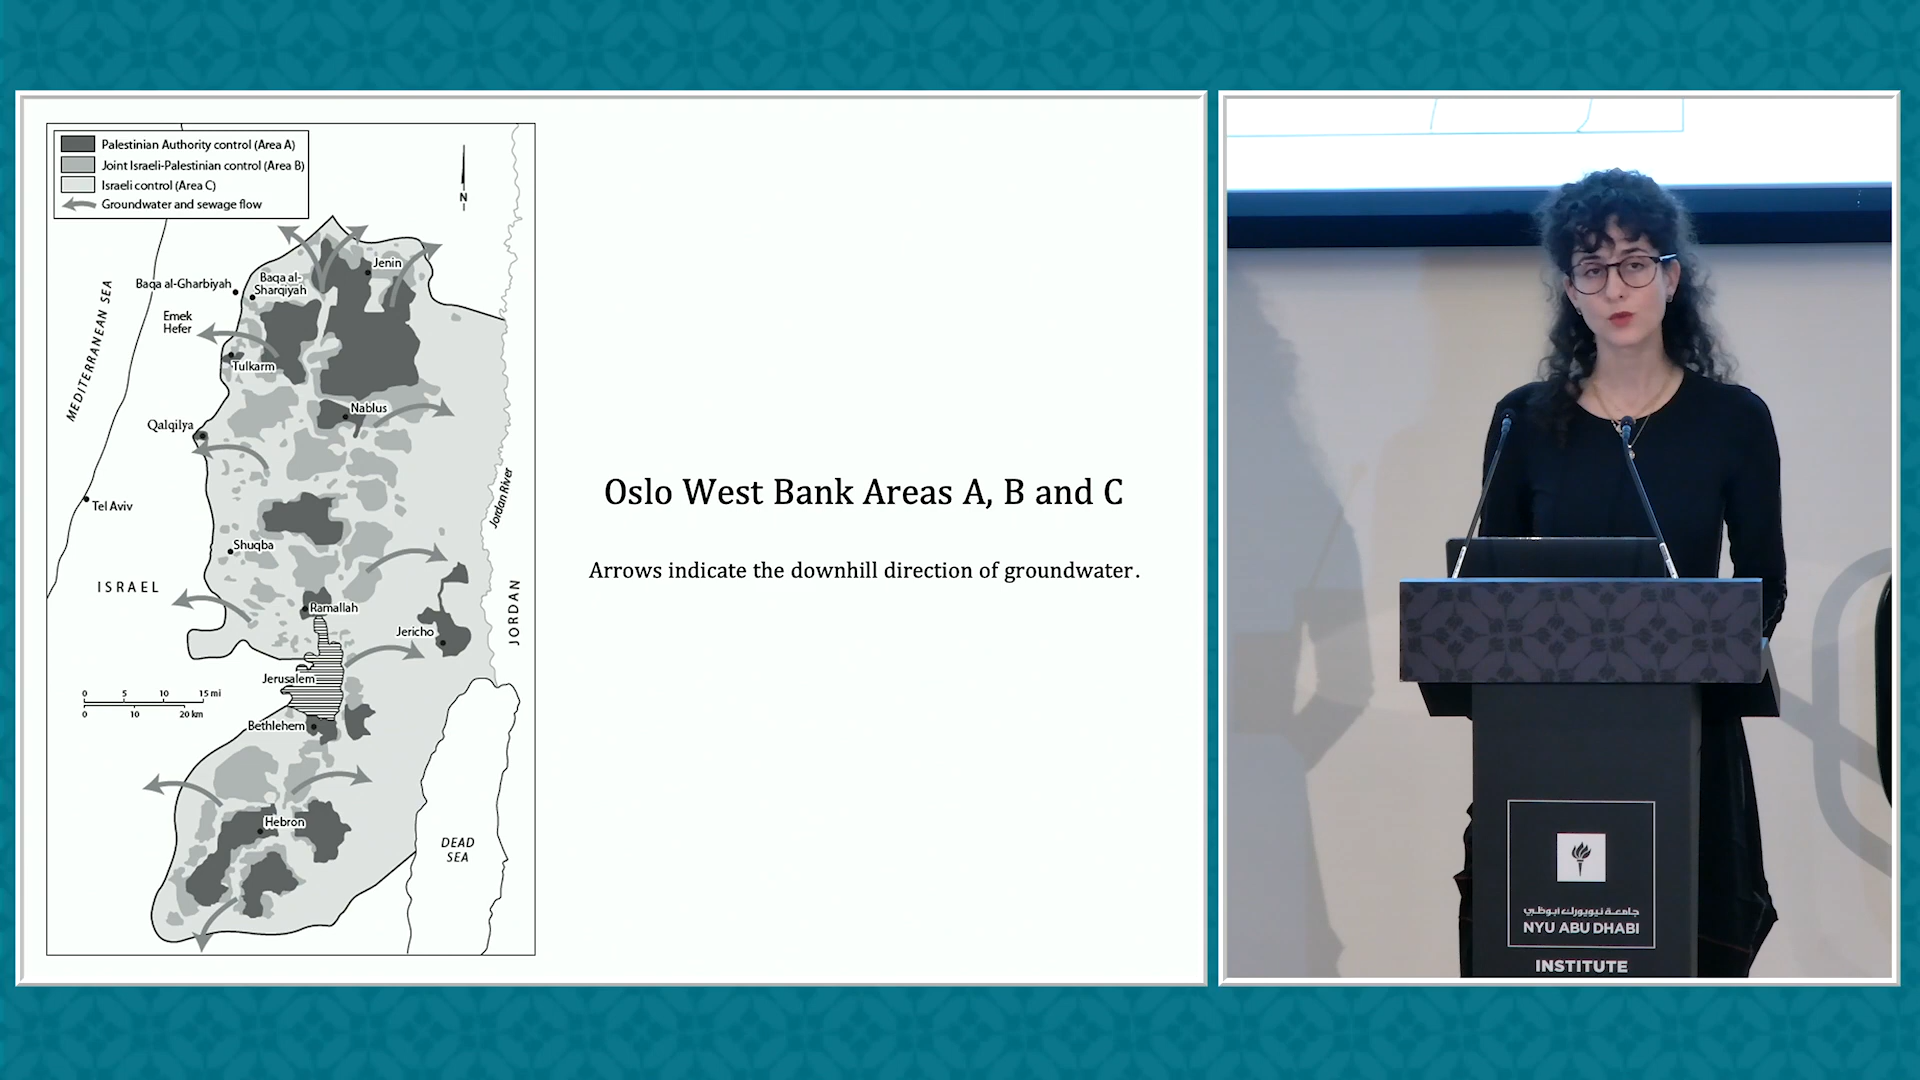 Palestinian Authority control (Area A)
Joint Israeli-Palestinian control (Area B)
Israeli control (Area C)
Groundwater and sewage flow
N
Jenin
Baqa al-Gharbiyah
Baqa al-
Sharqiyah
Emek
Hefer
Tulkarm
MEDITERRANEAN SEA
Nablus
Qalqilya
Tel Aviv
Jordan River
Shuqba
ISRAEL
Ramallah
Jericho
JORDAN
Jerusalem
0 5 10 15 mi
0 10 20 km
Bethlehem
Hebron
DEAD
SEA
Oslo West Bank Areas A, B and C
Arrows indicate the downhill direction of groundwater.
جامعة نيويورك أبوظبي
NYU ABU DHABI
INSTITUTE